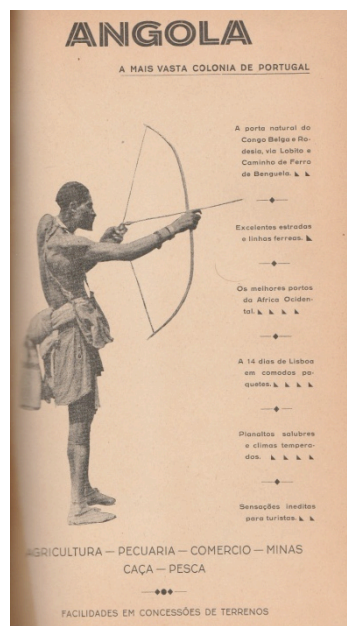 ANGOLA
A MAIS VASTA COLONIA DE PORTUGAL
A porta natural do
Congo Belga e Ro-
desia, via Lobito e
Caminho de Ferro
de Benguela.
Excelentes estradas
e linhas ferreas.
Os melhores portos
da Africa Ociden-
tal.
A 14 dias de Lisboa
em comodos pa-
quetes.
Planaltos salubres
e climas tempera-
dos.
Sensações ineditas
para turistas.
AGRICULTURA — PECUARIA — COMERCIO — MINAS
CAÇA — PESCA
FACILIDADES EM CONCESSÕES DE TERRENOS